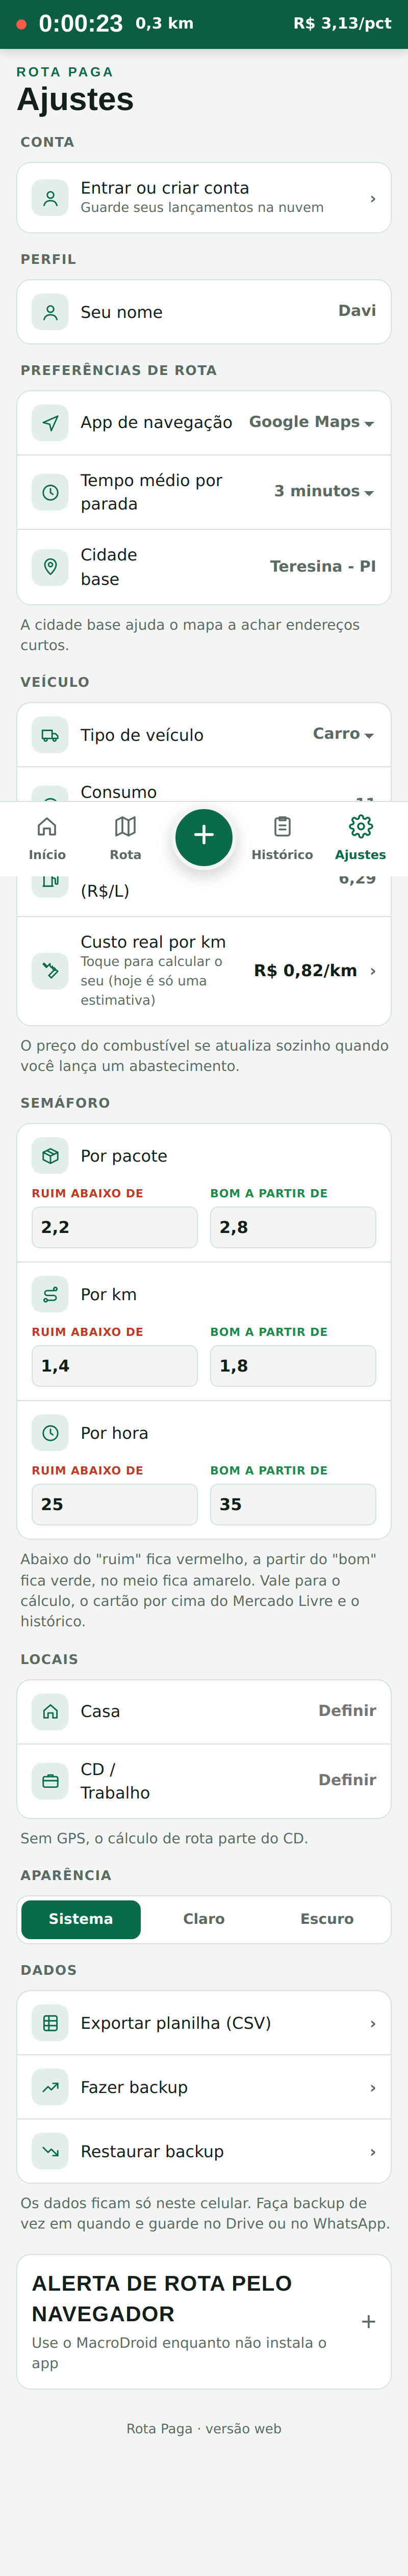 0:00:23 0,3 km R$ 3,13/pct
ROTA PAGA
Ajustes
CONTA
Entrar ou criar conta
Guarde seus lançamentos na nuvem
›
PERFIL
Seu nome Davi
PREFERÊNCIAS DE ROTA
App de navegação Google Maps
Tempo médio por
parada
3 minutos
Cidade
base
Teresina - PI
A cidade base ajuda o mapa a achar endereços
curtos.
VEÍCULO
Tipo de veículo Carro
Consumo
+
Início Rota Histórico Ajustes
(R$/L)
6,29
Custo real por km
Toque para calcular o
seu (hoje é só uma
estimativa)
R$ 0,82/km ›
O preço do combustível se atualiza sozinho quando
você lança um abastecimento.
SEMÁFORO
Por pacote
RUIM ABAIXO DE BOM A PARTIR DE
2,2 2,8
Por km
RUIM ABAIXO DE BOM A PARTIR DE
1,4 1,8
Por hora
RUIM ABAIXO DE BOM A PARTIR DE
25 35
Abaixo do "ruim" fica vermelho, a partir do "bom"
fica verde, no meio fica amarelo. Vale para o
cálculo, o cartão por cima do Mercado Livre e o
histórico.
LOCAIS
Casa Definir
CD /
Trabalho
Definir
Sem GPS, o cálculo de rota parte do CD.
APARÊNCIA
Sistema Claro Escuro
DADOS
Exportar planilha (CSV) ›
Fazer backup ›
Restaurar backup ›
Os dados ficam só neste celular. Faça backup de
vez em quando e guarde no Drive ou no WhatsApp.
ALERTA DE ROTA PELO
NAVEGADOR
Use o MacroDroid enquanto não instala o
app
+
Rota Paga · versão web